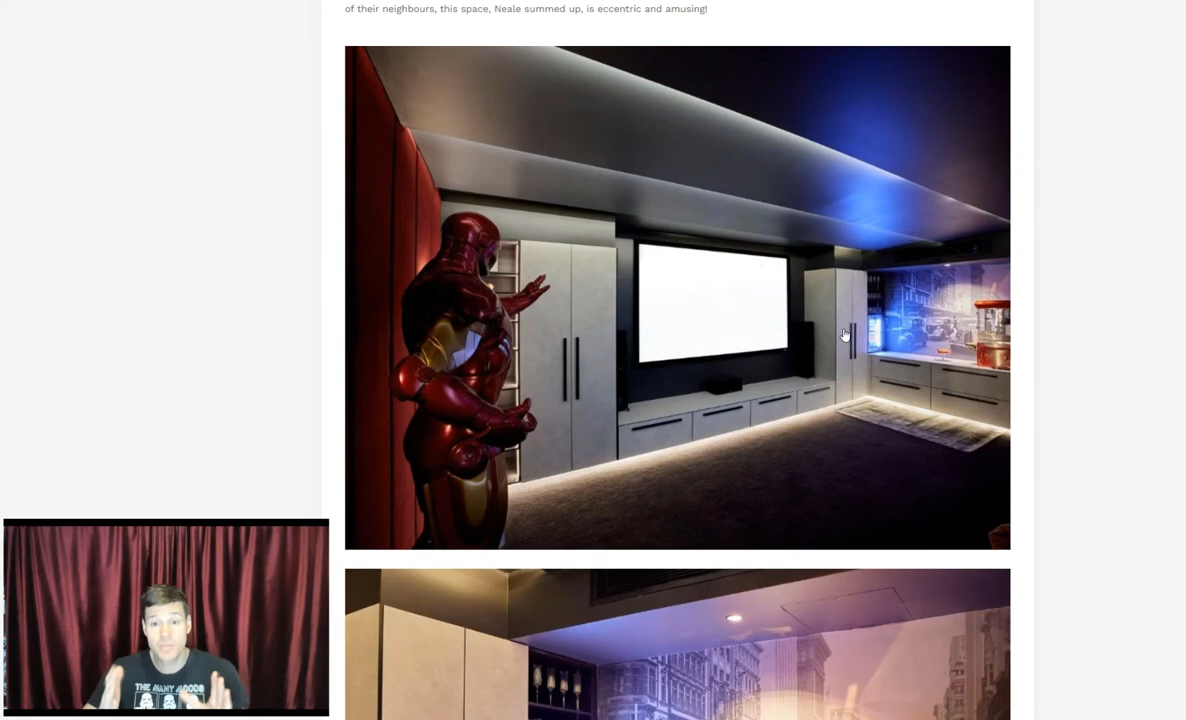 of their neighbours, this space, Neale summed up, is eccentric and amusing!
THE MANY MOODS